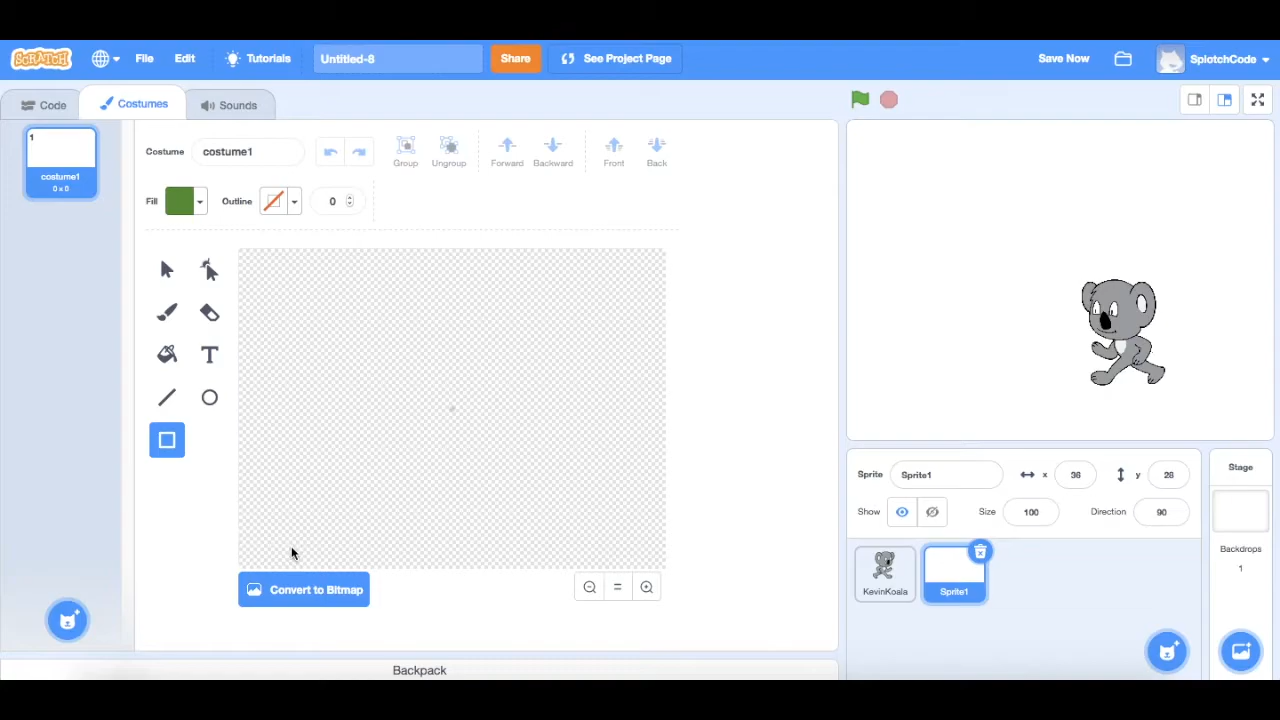 SCRATCH File Edit Tutorials Untitled-8 Share See Project Page Save Now SplotchCode
Code Costumes Sounds
1
costume1
0 x 0
Costume costume1
Group Ungroup Forward Backward Front Back
Fill Outline 0
T
Convert to Bitmap
Backpack
Sprite Sprite1 x 36 y 28
Show Size 100 Direction 90
KevinKoala Sprite1
Stage
Backdrops
1